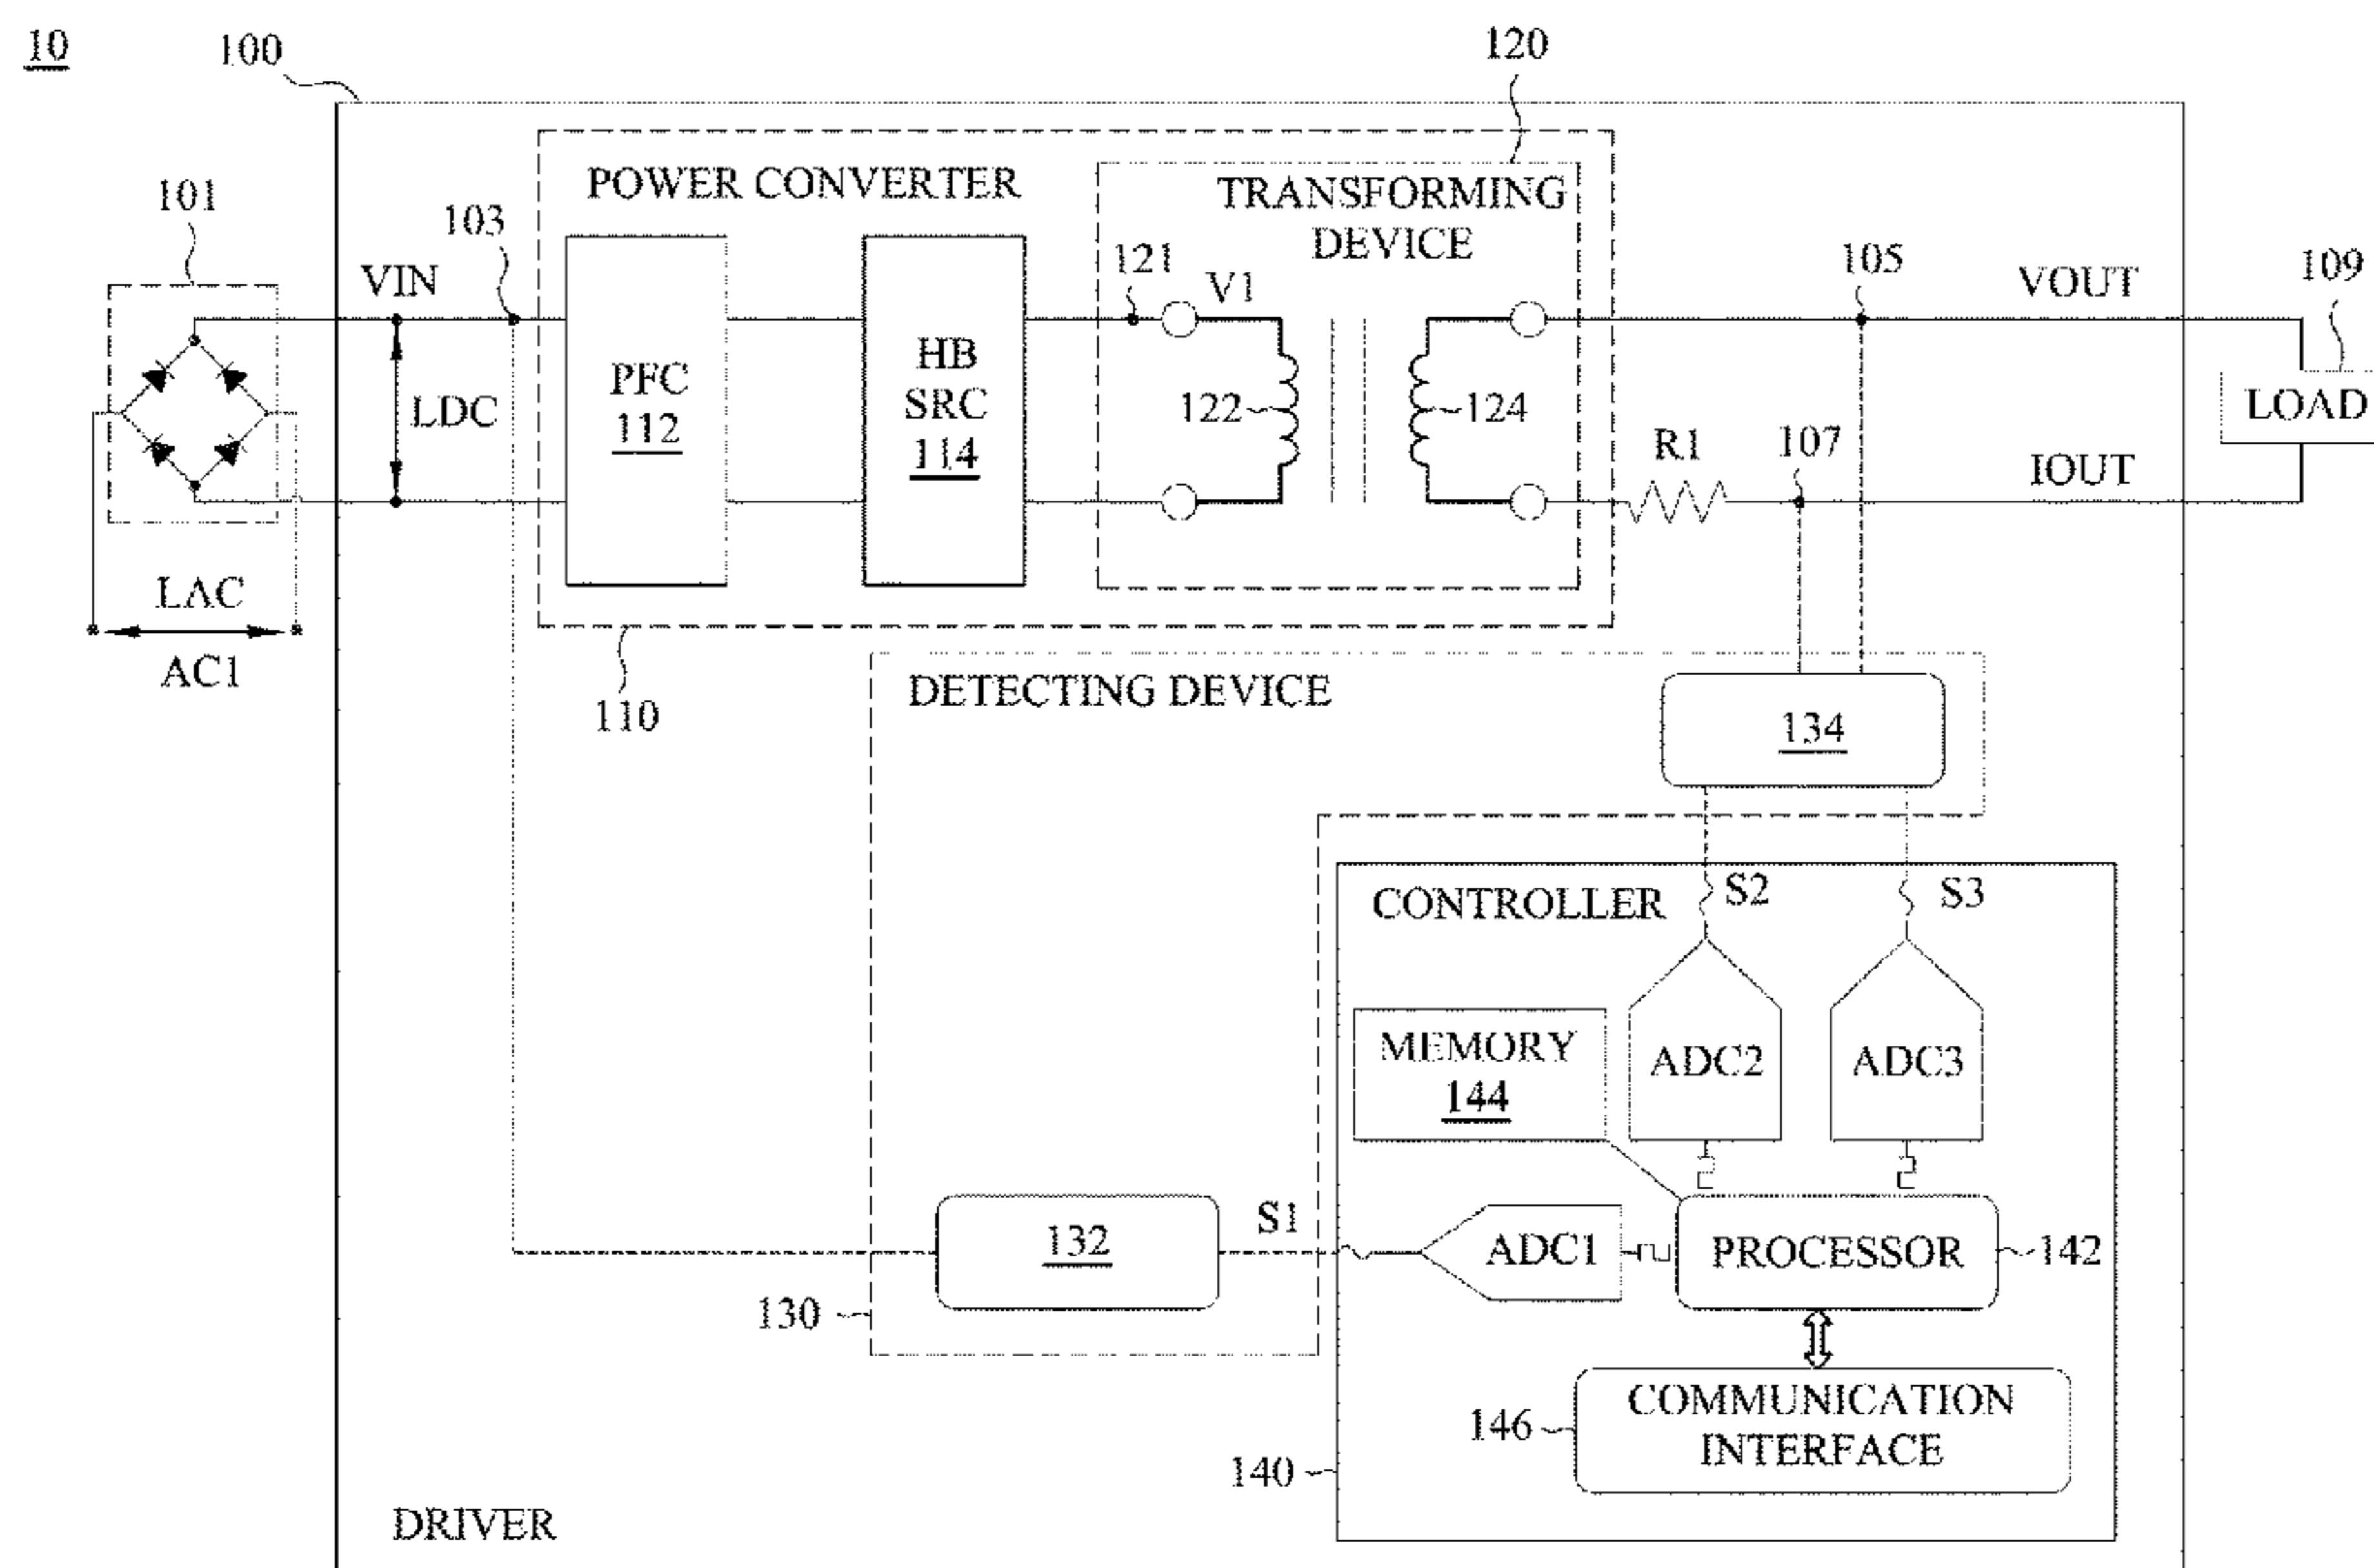 10
100
120
101
103
POWER CONVERTER
TRANSFORMING
DEVICE
VIN
121
V1
105
VOUT
109
LDC
PFC
112
HB
SRC
114
122
124
R1
107
LOAD
IOUT
LAC
AC1
110
DETECTING DEVICE
134
CONTROLLER
S2
S3
MEMORY
144
ADC2
ADC3
132
S1
ADC1
PROCESSOR
142
130
COMMUNICATION
INTERFACE
146
140
DRIVER